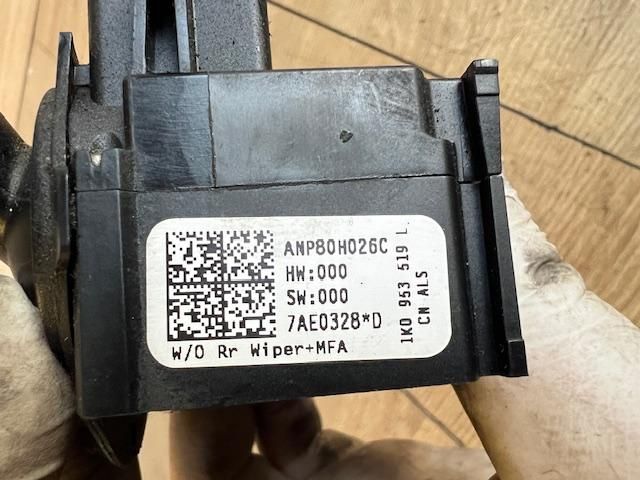 ANP80H026C
HW:000
SW:000
7AE0328*D
W/O Rr Wiper+MFA
1K0 953 519 L
CN ALS